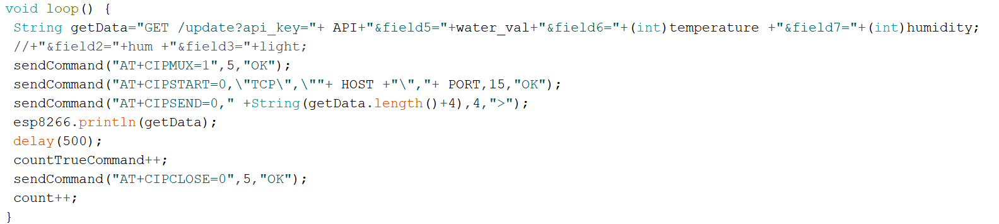 void loop() {
String getData="GET /update?api_key="+ API+"&field5="+water_val+"&field6="+(int)temperature +"&field7="+(int)humidity;
//+"&field2="+hum +"&field3="+light;
sendCommand("AT+CIPMUX=1",5,"OK");
sendCommand("AT+CIPSTART=0,\"TCP\",\""+ HOST +"\","+ PORT,15,"OK");
sendCommand("AT+CIPSEND=0," +String(getData.length()+4),4,">");
esp8266.println(getData);
delay(500);
countTrueCommand++;
sendCommand("AT+CIPCLOSE=0",5,"OK");
count++;
}